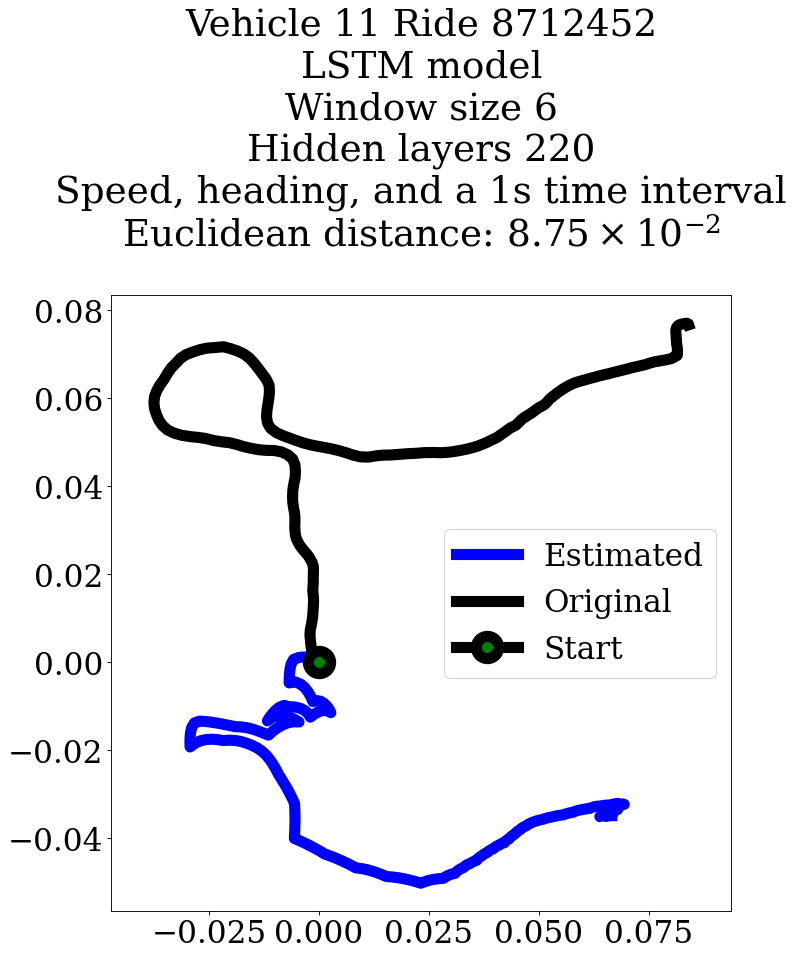 Vehicle 11 Ride 8712452
LSTM model
Window size 6
Hidden layers 220
Speed, heading, and a 1s time interval
Euclidean distance: 8.75 × 10⁻²
0.08
0.06
0.04
0.02
0.00
−0.02
−0.04
Estimated
Original
Start
−0.025 0.000 0.025 0.050 0.075